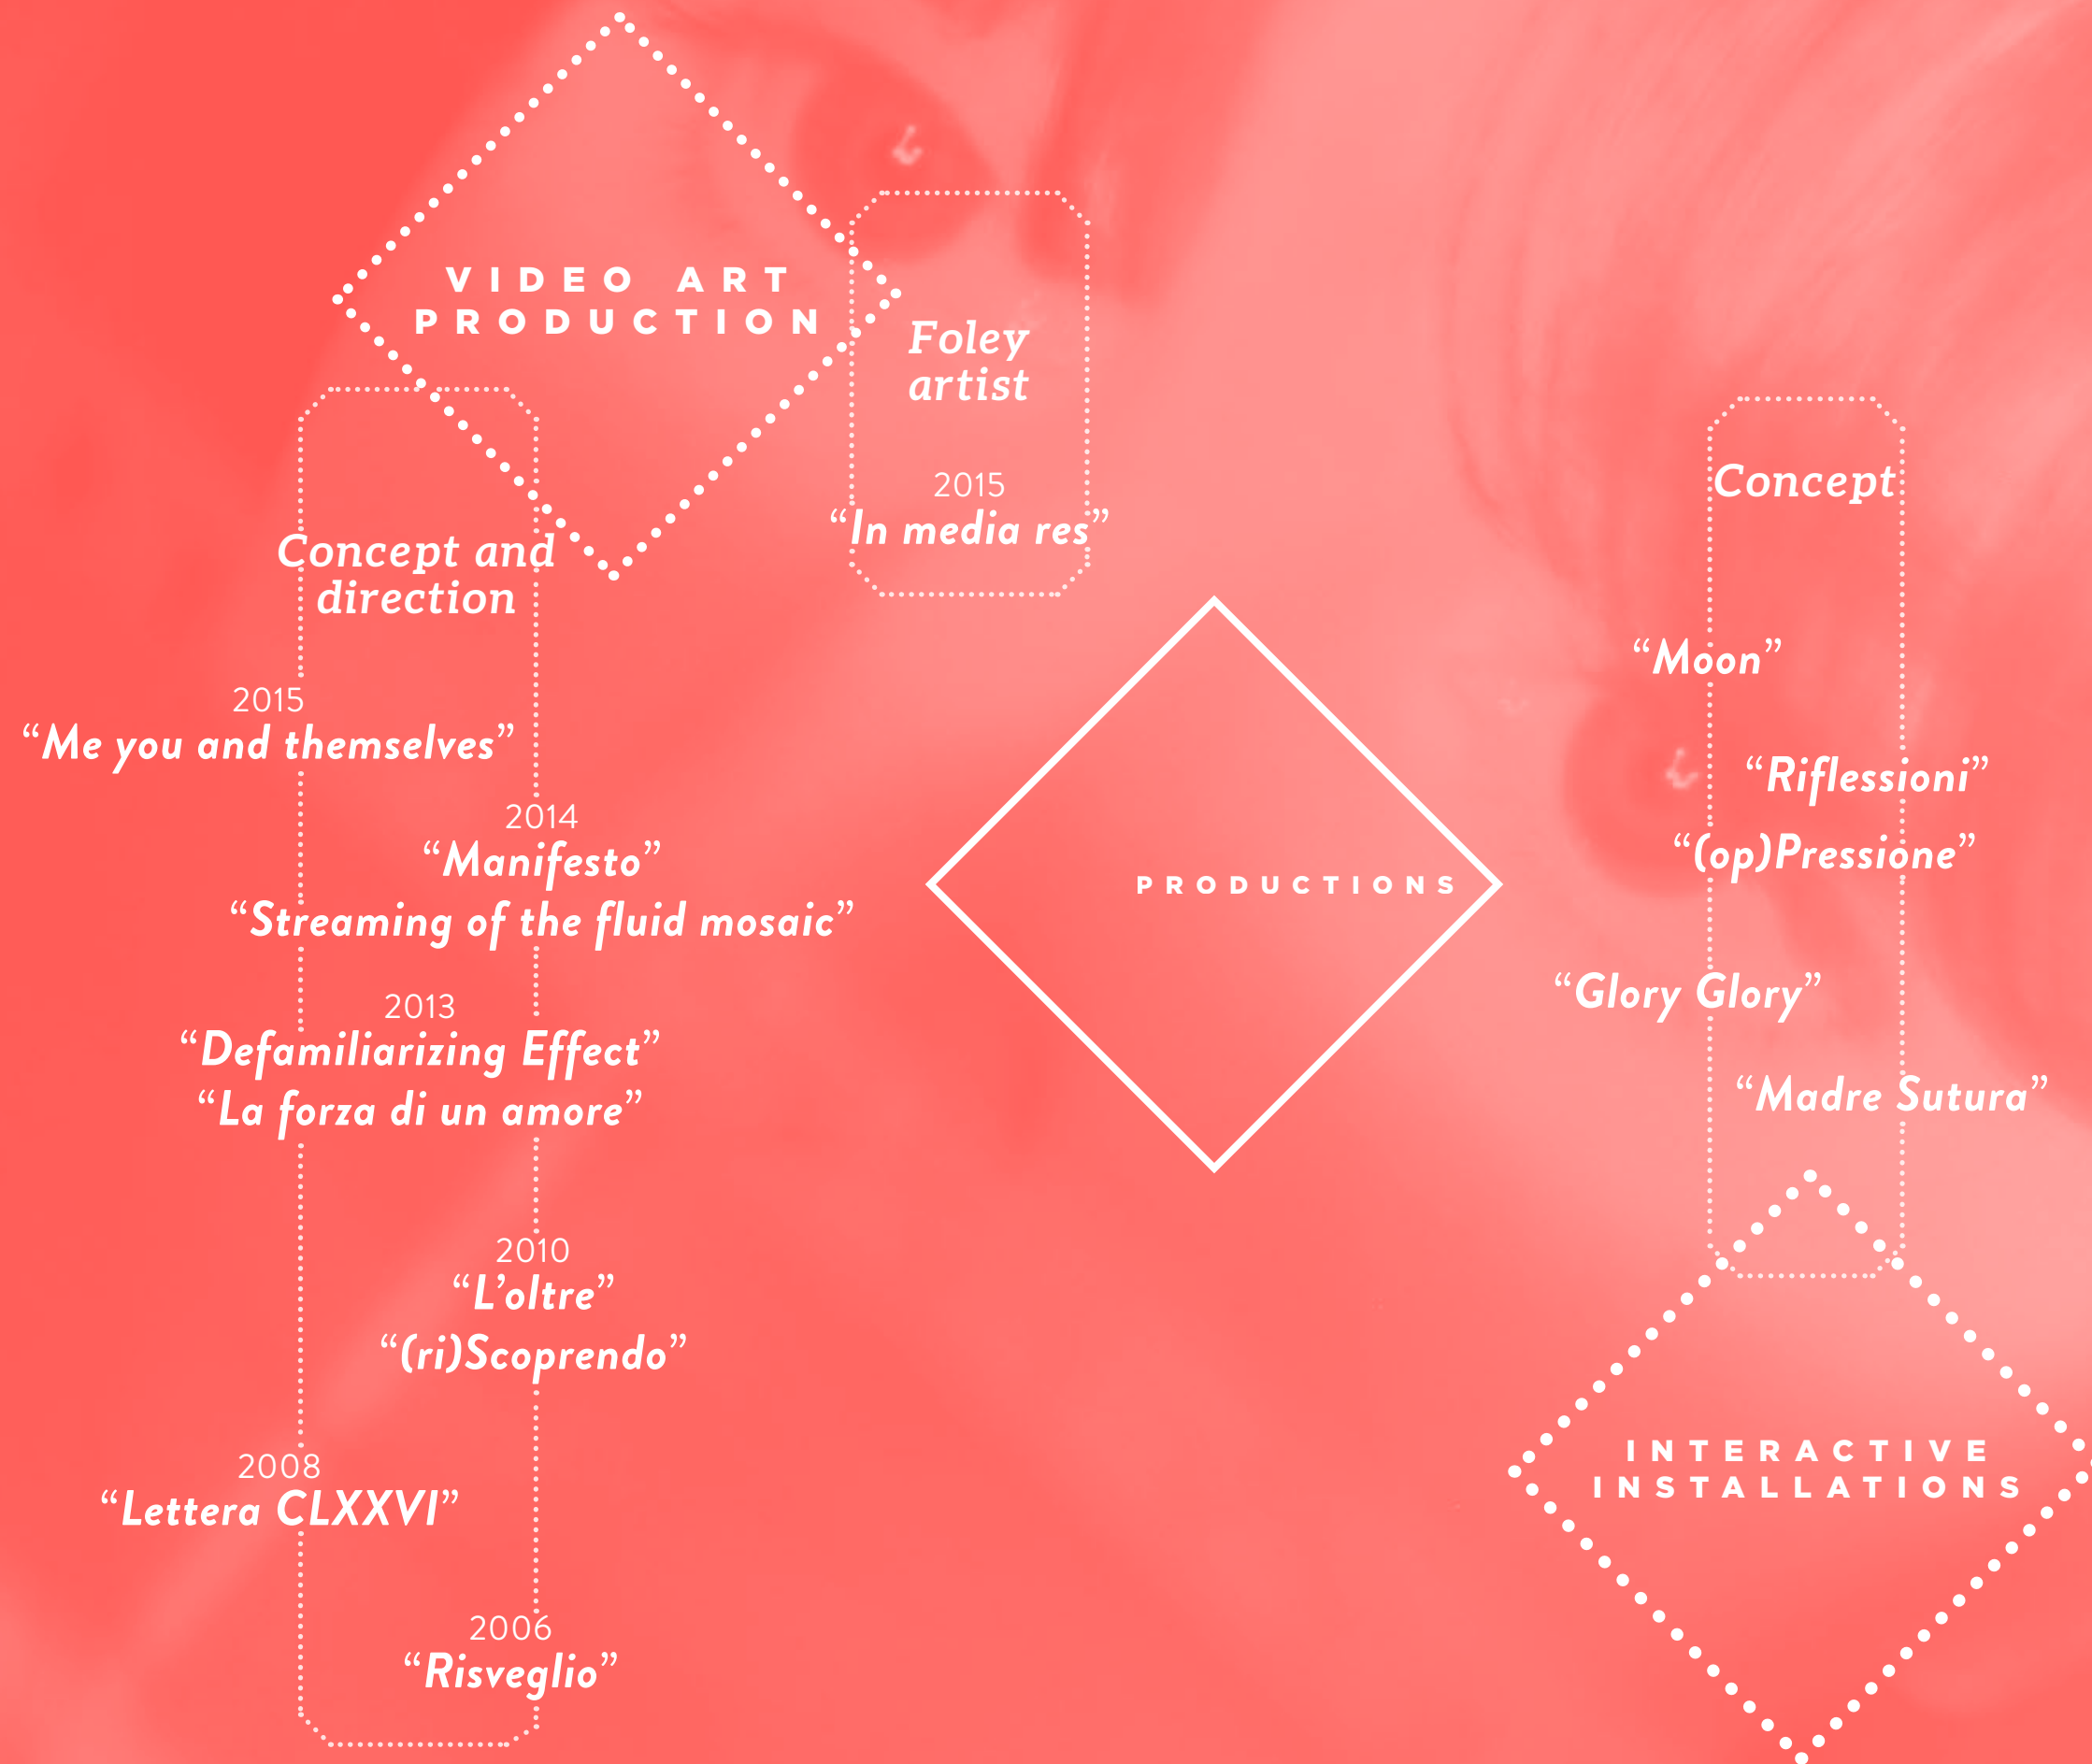 VIDEO ART
PRODUCTION
Foley
artist
2015
“In media res”
Concept and
direction
2015
“Me you and themselves”
2014
“Manifesto”
“Streaming of the fluid mosaic”
2013
“Defamiliarizing Effect”
“La forza di un amore”
2010
“L’oltre”
“(ri)Scoprendo”
2008
“Lettera CLXXVI”
2006
“Risveglio”
PRODUCTIONS
Concept
“Moon”
“Riflessioni”
“(op)Pressione”
“Glory Glory”
“Madre Sutura”
INTERACTIVE
INSTALLATIONS